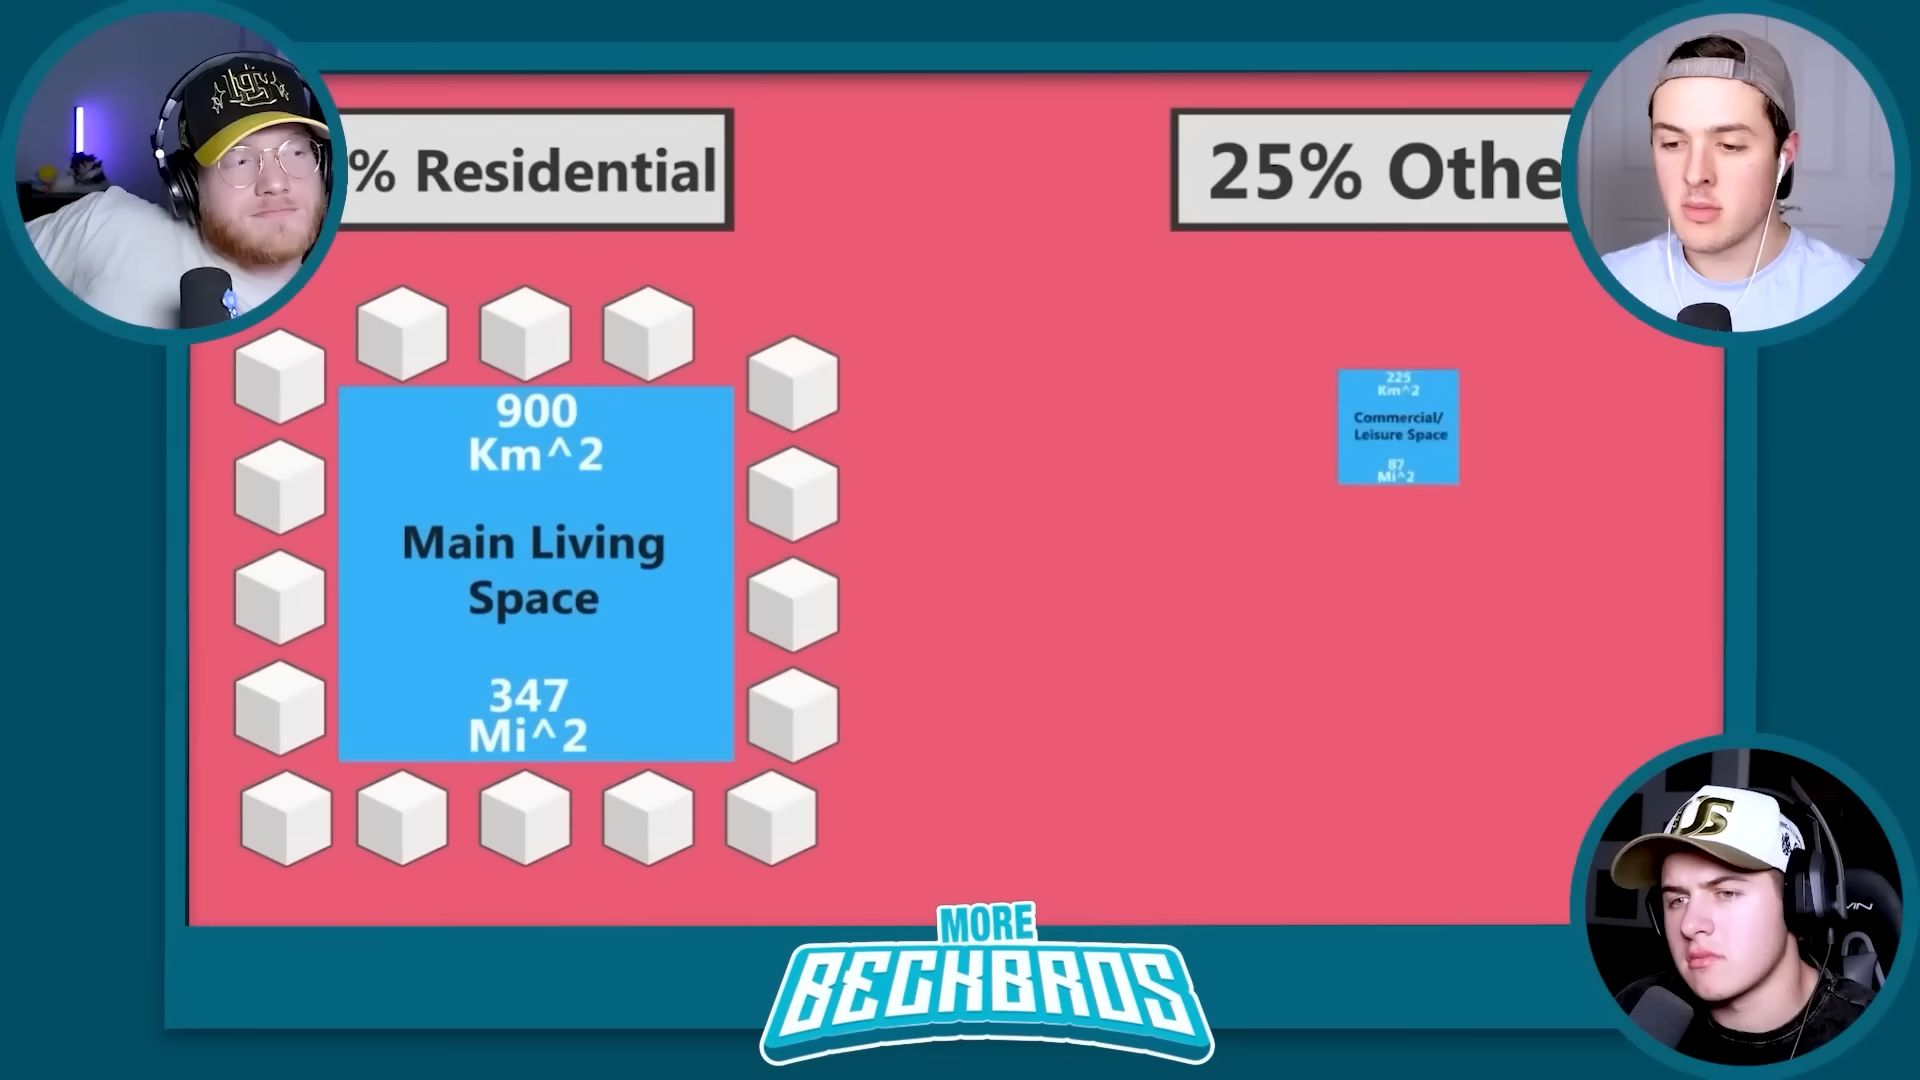 % Residential
25% Othe
900
Km^2
Main Living
Space
347
Mi^2
225
Km^2
Commercial/
Leisure Space
87
Mi^2
MORE
BECKBROS